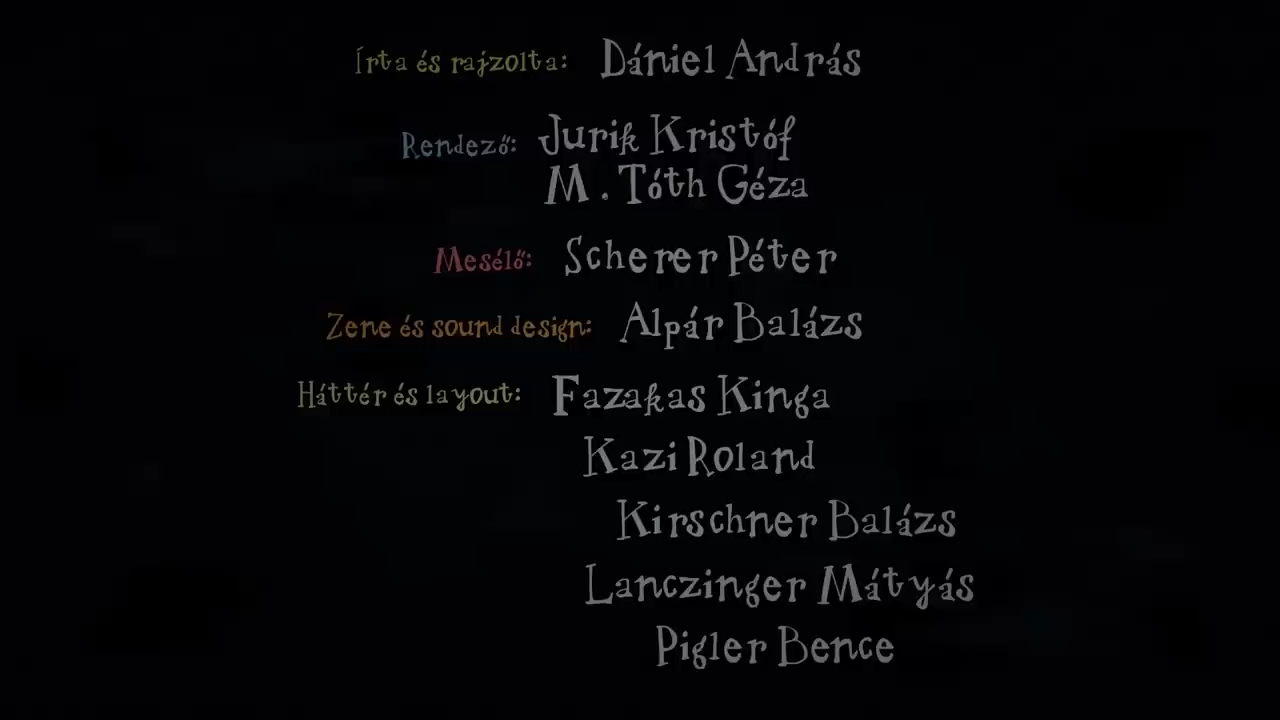 Írta és rajzolta: Dániel András
Rendező: Jurik Kristóf
M. Tóth Géza
Mesélő: Scherer Péter
Zene és sound design: Alpár Balázs
Háttér és layout: Fazakas Kinga
Kazi Roland
Kirschner Balázs
Lanczinger Mátyás
Pigler Bence